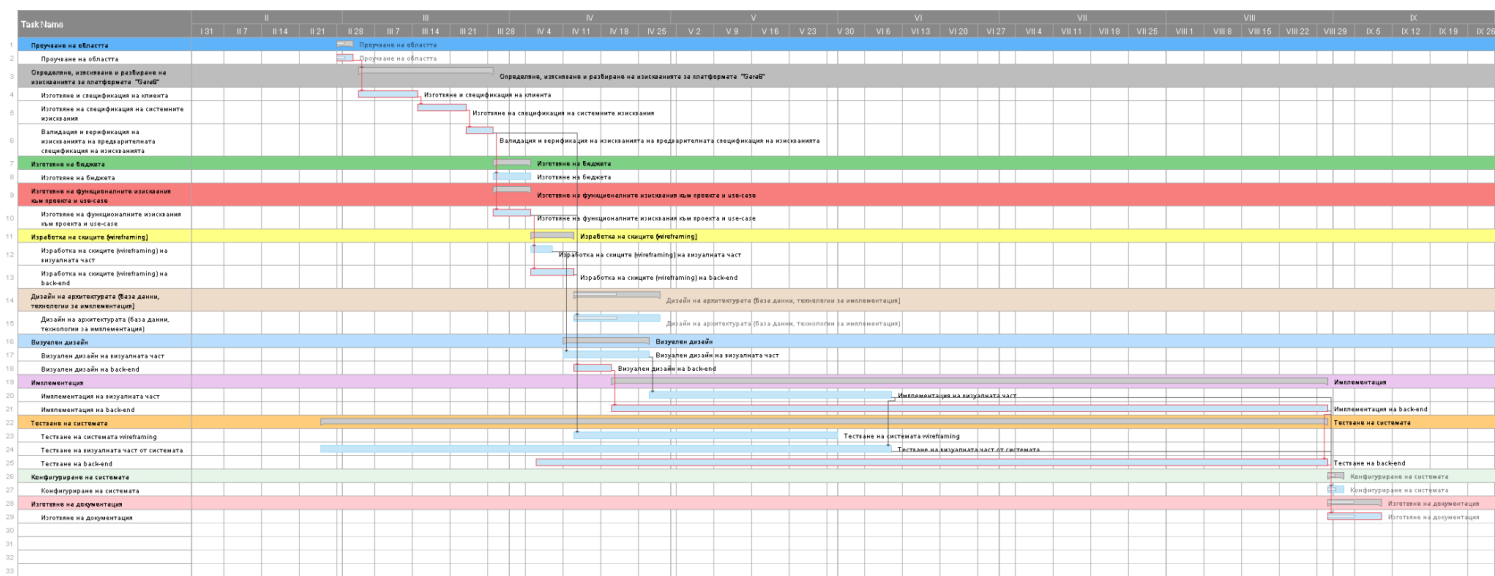 Task Name
II III IV V VI VII VIII IX
I 31 II 7 II 14 II 21 II 28 III 7 III 14 III 21 III 28 IV 4 IV 11 IV 18 IV 25 V 2 V 9 V 16 V 23 V 30 VI 6 VI 13 VI 20 VI 27 VII 4 VII 11 VII 18 VII 25 VIII 1 VIII 8 VIII 15 VIII 22 VIII 29 IX 5 IX 12 IX 19 IX 26
1 Проучване на областта Проучване на областта
2 Проучване на областта Проучване на областта
3 Определяне, изясняване и разбиране на
изискванията за платформата "GaraB" Определяне, изясняване и разбиране на изискванията за платформата "GaraB"
4 Изготвяне и спецификация на клиента Изготвяне и спецификация на клиента
5 Изготвяне на спецификация на системните
изисквания Изготвяне на спецификация на системните изисквания
6 Валидация и верификация на
изискванията на предварителната
спецификация на изискванията Валидация и верификация на изискванията на предварителната спецификация на изискванията
7 Изготвяне на бюджета Изготвяне на бюджета
8 Изготвяне на бюджета Изготвяне на бюджета
9 Изготвяне на функционалните изисквания
към проекта и use-case Изготвяне на функционалните изисквания към проекта и use-case
10 Изготвяне на функционалните изисквания
към проекта и use-case Изготвяне на функционалните изисквания към проекта и use-case
11 Изработка на скиците (wireframing) Изработка на скиците (wireframing)
12 Изработка на скиците (wireframing) на
визуалната част Изработка на скиците (wireframing) на визуалната част
13 Изработка на скиците (wireframing) на
back-end Изработка на скиците (wireframing) на back-end
14 Дизайн на архитектурата (база данни,
технологии за имплементация) Дизайн на архитектурата (база данни, технологии за имплементация)
15 Дизайн на архитектурата (база данни,
технологии за имплементация) Дизайн на архитектурата (база данни, технологии за имплементация)
16 Визуален дизайн Визуален дизайн
17 Визуален дизайн на визуалната част Визуален дизайн на визуалната част
18 Визуален дизайн на back-end Визуален дизайн на back-end
19 Имплементация Имплементация
20 Имплементация на визуалната част Имплементация на визуалната част
21 Имплементация на back-end Имплементация на back-end
22 Тестване на системата Тестване на системата
23 Тестване на системата wireframing Тестване на системата wireframing
24 Тестване на визуалната част от системата Тестване на визуалната част от системата
25 Тестване на back-end Тестване на back-end
26 Конфигуриране на системата Конфигуриране на системата
27 Конфигуриране на системата Конфигуриране на системата
28 Изготвяне на документация Изготвяне на документация
29 Изготвяне на документация Изготвяне на документация
30
31
32
33